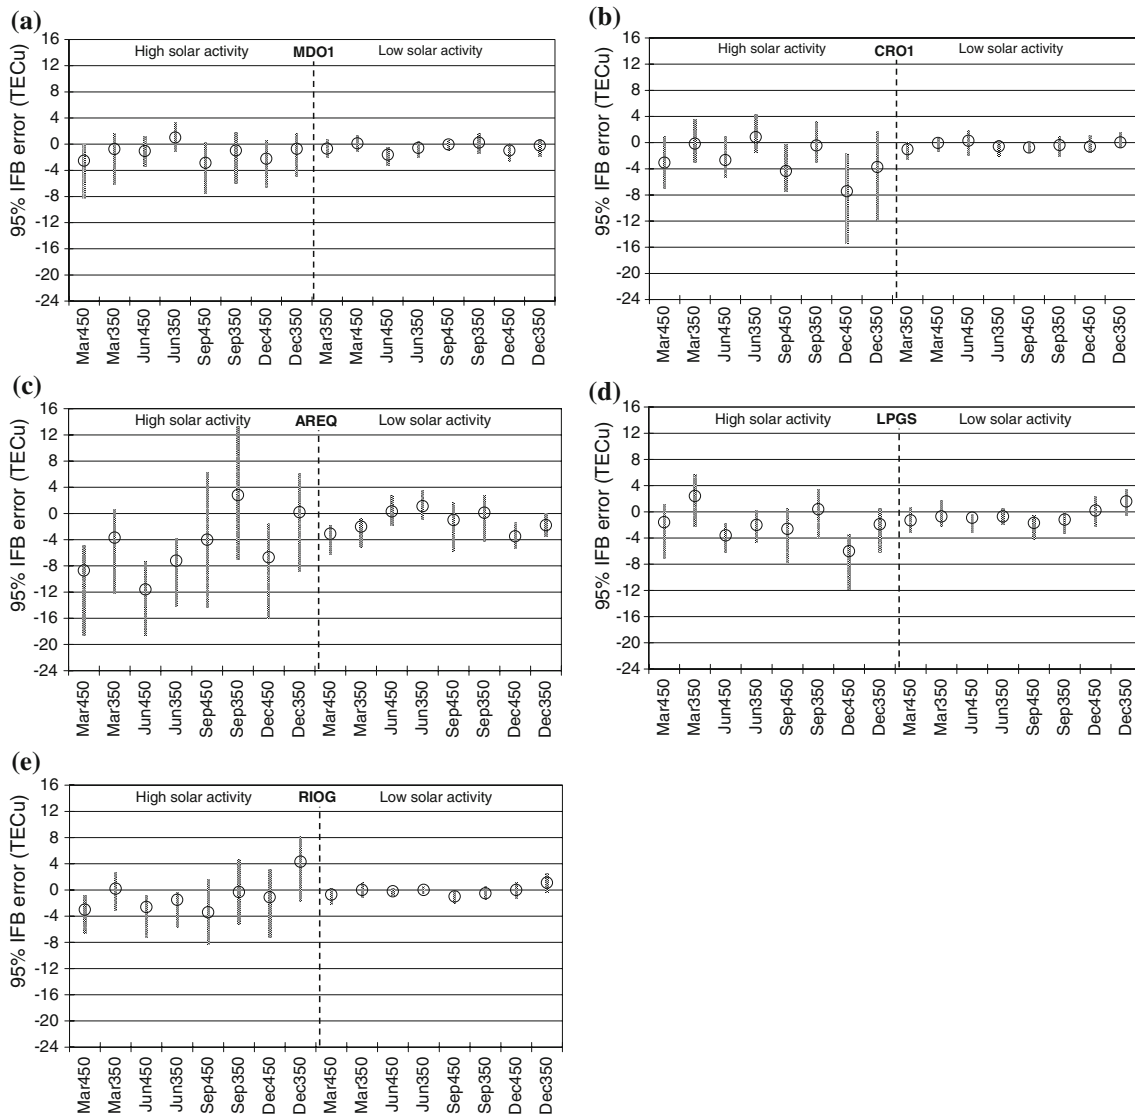 (a)
95% IFB error (TECu)
16
12
8
4
0
-4
-8
-12
-16
-20
-24
High solar activity MDO1 Low solar activity
Mar450 Mar350 Jun450 Jun350 Sep450 Sep350 Dec450 Dec350 Mar350 Mar450 Jun450 Jun350 Sep450 Sep350 Dec450 Dec350
(b)
95% IFB error (TECu)
16
12
8
4
0
-4
-8
-12
-16
-20
-24
High solar activity CRO1 Low solar activity
Mar450 Mar350 Jun450 Jun350 Sep450 Sep350 Dec450 Dec350 Mar350 Mar450 Jun450 Jun350 Sep450 Sep350 Dec450 Dec350
(c)
95% IFB error (TECu)
16
12
8
4
0
-4
-8
-12
-16
-20
-24
High solar activity AREQ Low solar activity
Mar450 Mar350 Jun450 Jun350 Sep450 Sep350 Dec450 Dec350 Mar450 Mar350 Jun450 Jun350 Sep450 Sep350 Dec450 Dec350
(d)
95% IFB error (TECu)
16
12
8
4
0
-4
-8
-12
-16
-20
-24
High solar activity LPGS Low solar activity
Mar450 Mar350 Jun450 Jun350 Sep450 Sep350 Dec450 Dec350 Mar450 Mar350 Jun450 Jun350 Sep450 Sep350 Dec450 Dec350
(e)
95% IFB error (TECu)
16
12
8
4
0
-4
-8
-12
-16
-20
-24
High solar activity RIOG Low solar activity
Mar450 Mar350 Jun450 Jun350 Sep450 Sep350 Dec450 Dec350 Mar450 Mar350 Jun450 Jun350 Sep450 Sep350 Dec450 Dec350